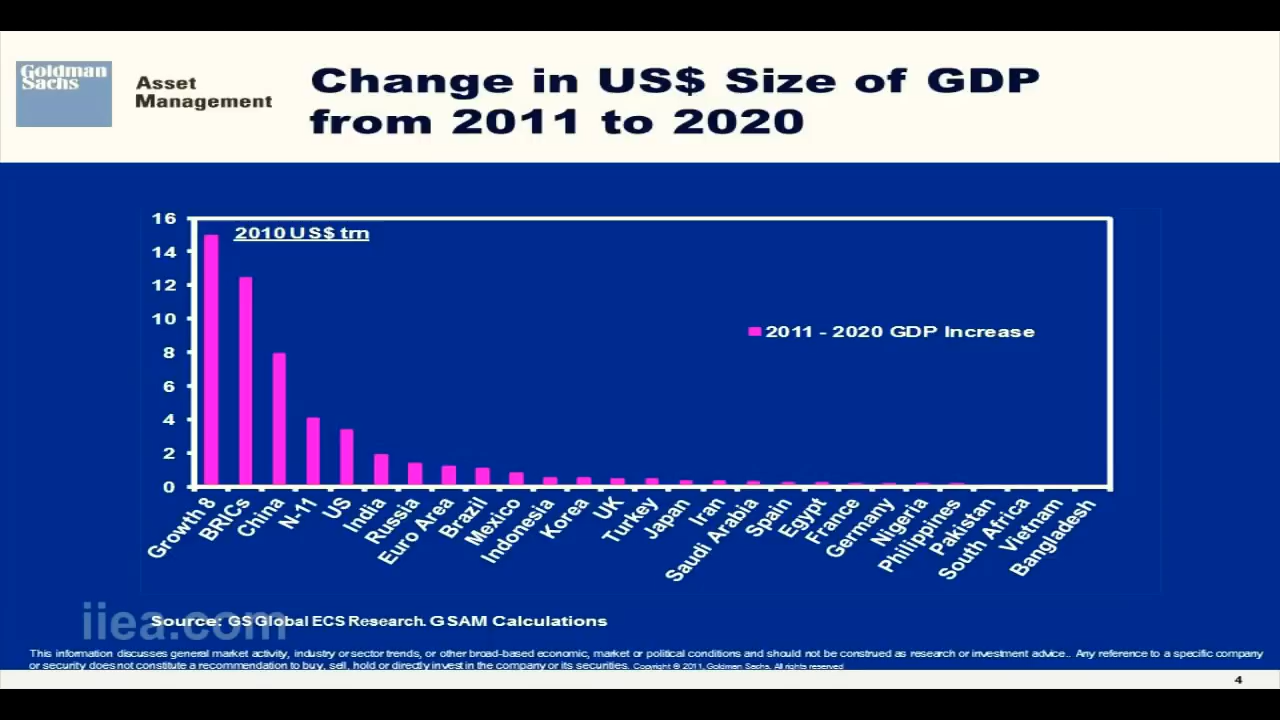 Goldman
Sachs
Asset
Management
Change in US$ Size of GDP
from 2011 to 2020
16
14
12
10
8
6
4
2
0
2010 US$ trn
2011 - 2020 GDP Increase
Growth 8
BRICs
China
N-11
US
India
Russia
Euro Area
Brazil
Mexico
Indonesia
Korea
UK
Turkey
Japan
Iran
Saudi Arabia
Spain
Egypt
France
Germany
Nigeria
Philippines
Pakistan
South Africa
Vietnam
Bangladesh
iiea.com
Source: GS Global ECS Research. GSAM Calculations
This information discusses general market activity, industry or sector trends, or other broad-based economic, market or political conditions and should not be construed as research or investment advice.. Any reference to a specific company
or security does not constitute a recommendation to buy, sell, hold or directly invest in the company or its securities. Copyright © 2011, Goldman Sachs. All rights reserved
4